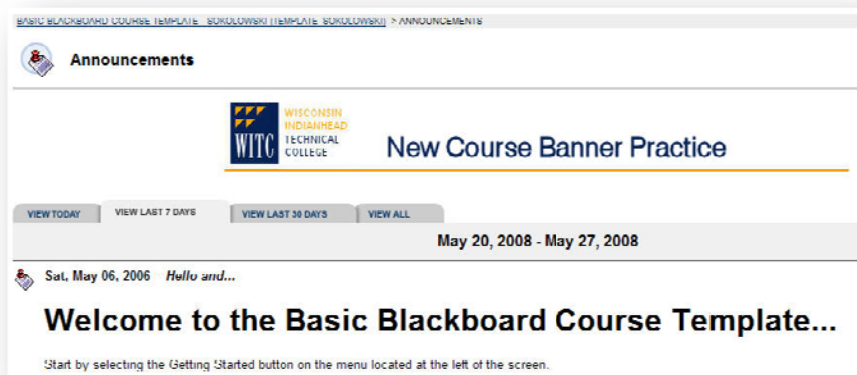 BASIC BLACKBOARD COURSE TEMPLATE - SOKOLOWSKI (TEMPLATE_SOKOLOWSKI) > ANNOUNCEMENTS
Announcements
WITC
WISCONSIN
INDIANHEAD
TECHNICAL
COLLEGE
New Course Banner Practice
VIEW TODAY VIEW LAST 7 DAYS VIEW LAST 30 DAYS VIEW ALL
May 20, 2008 - May 27, 2008
Sat, May 06, 2006 - Hello and...
Welcome to the Basic Blackboard Course Template...
Start by selecting the Getting Started button on the menu located at the left of the screen.